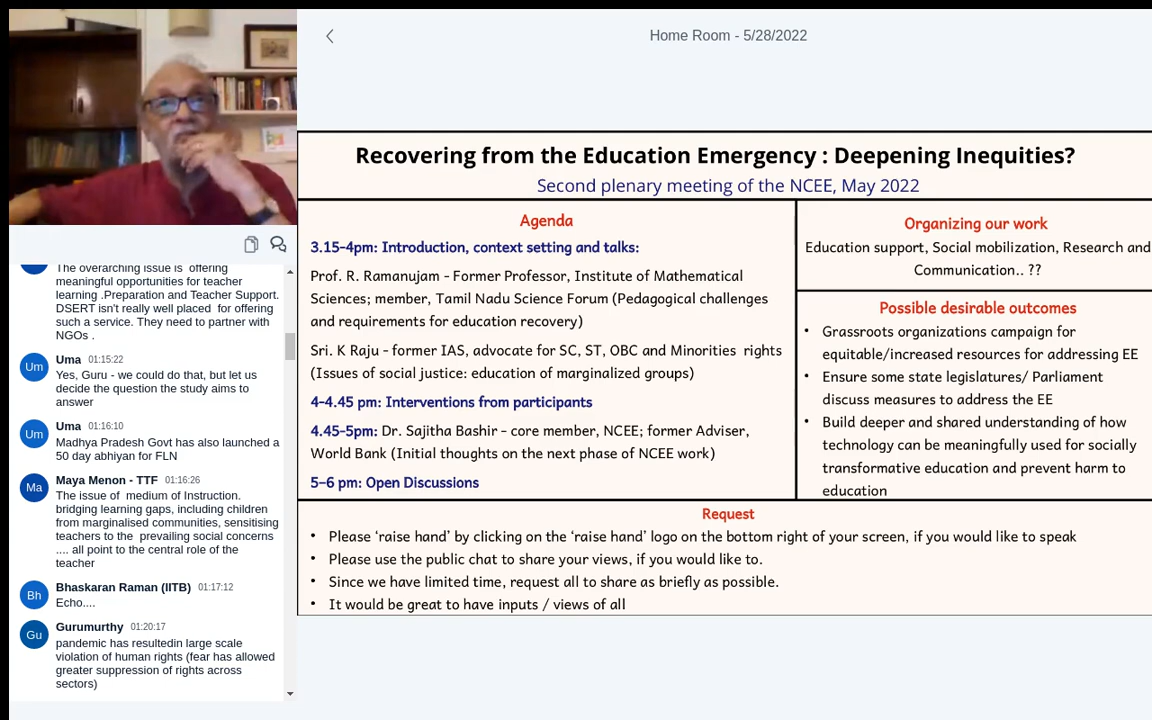 Home Room - 5/28/2022
Recovering from the Education Emergency : Deepening Inequities?
Second plenary meeting of the NCEE, May 2022
Agenda
3.15-4pm: Introduction, context setting and talks:
Prof. R. Ramanujam - Former Professor, Institute of Mathematical
Sciences; member, Tamil Nadu Science Forum (Pedagogical challenges
and requirements for education recovery)
Sri. K Raju - former IAS, advocate for SC, ST, OBC and Minorities rights
(Issues of social justice: education of marginalized groups)
4-4.45 pm: Interventions from participants
4.45-5pm: Dr. Sajitha Bashir - core member, NCEE; former Adviser,
World Bank (Initial thoughts on the next phase of NCEE work)
5-6 pm: Open Discussions
Organizing our work
Education support, Social mobilization, Research and
Communication.. ??
Possible desirable outcomes
• Grassroots organizations campaign for
equitable/increased resources for addressing EE
• Ensure some state legislatures/ Parliament
discuss measures to address the EE
• Build deeper and shared understanding of how
technology can be meaningfully used for socially
transformative education and prevent harm to
education
Request
• Please ‘raise hand’ by clicking on the ‘raise hand’ logo on the bottom right of your screen, if you would like to speak
• Please use the public chat to share your views, if you would like to.
• Since we have limited time, request all to share as briefly as possible.
• It would be great to have inputs / views of all
The overarching issue is offering
meaningful opportunities for teacher
learning .Preparation and Teacher Support.
DSERT isn't really well placed for offering
such a service. They need to partner with
NGOs .
Um
Uma 01:15:22
Yes, Guru - we could do that, but let us
decide the question the study aims to
answer
Um
Uma 01:16:10
Madhya Pradesh Govt has also launched a
50 day abhiyan for FLN
Ma
Maya Menon - TTF 01:16:26
The issue of medium of Instruction.
bridging learning gaps, including children
from marginalised communities, sensitising
teachers to the prevailing social concerns
.... all point to the central role of the
teacher
Bh
Bhaskaran Raman (IITB) 01:17:12
Echo....
Gu
Gurumurthy 01:20:17
pandemic has resultedin large scale
violation of human rights (fear has allowed
greater suppression of rights across
sectors)